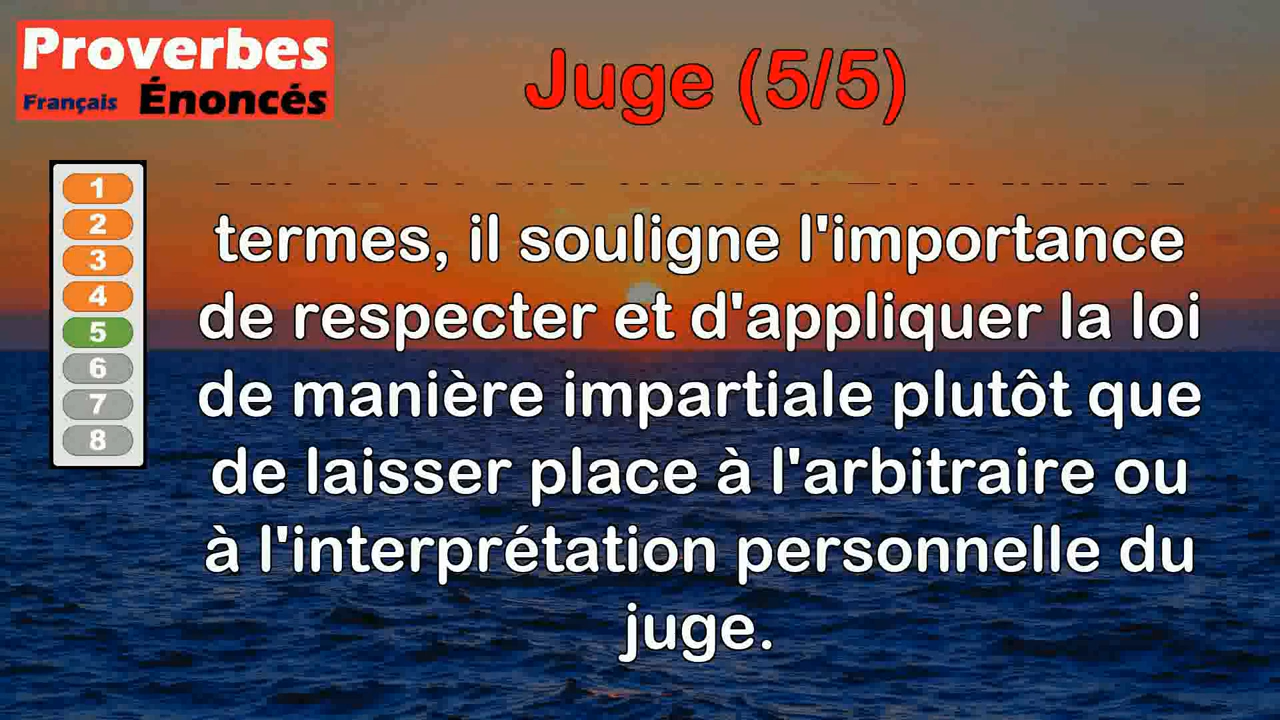 Proverbes
Français Énoncés
Juge (5/5)
1
2
3
4
5
6
7
8
termes, il souligne l'importance
de respecter et d'appliquer la loi
de manière impartiale plutôt que
de laisser place à l'arbitraire ou
à l'interprétation personnelle du
juge.